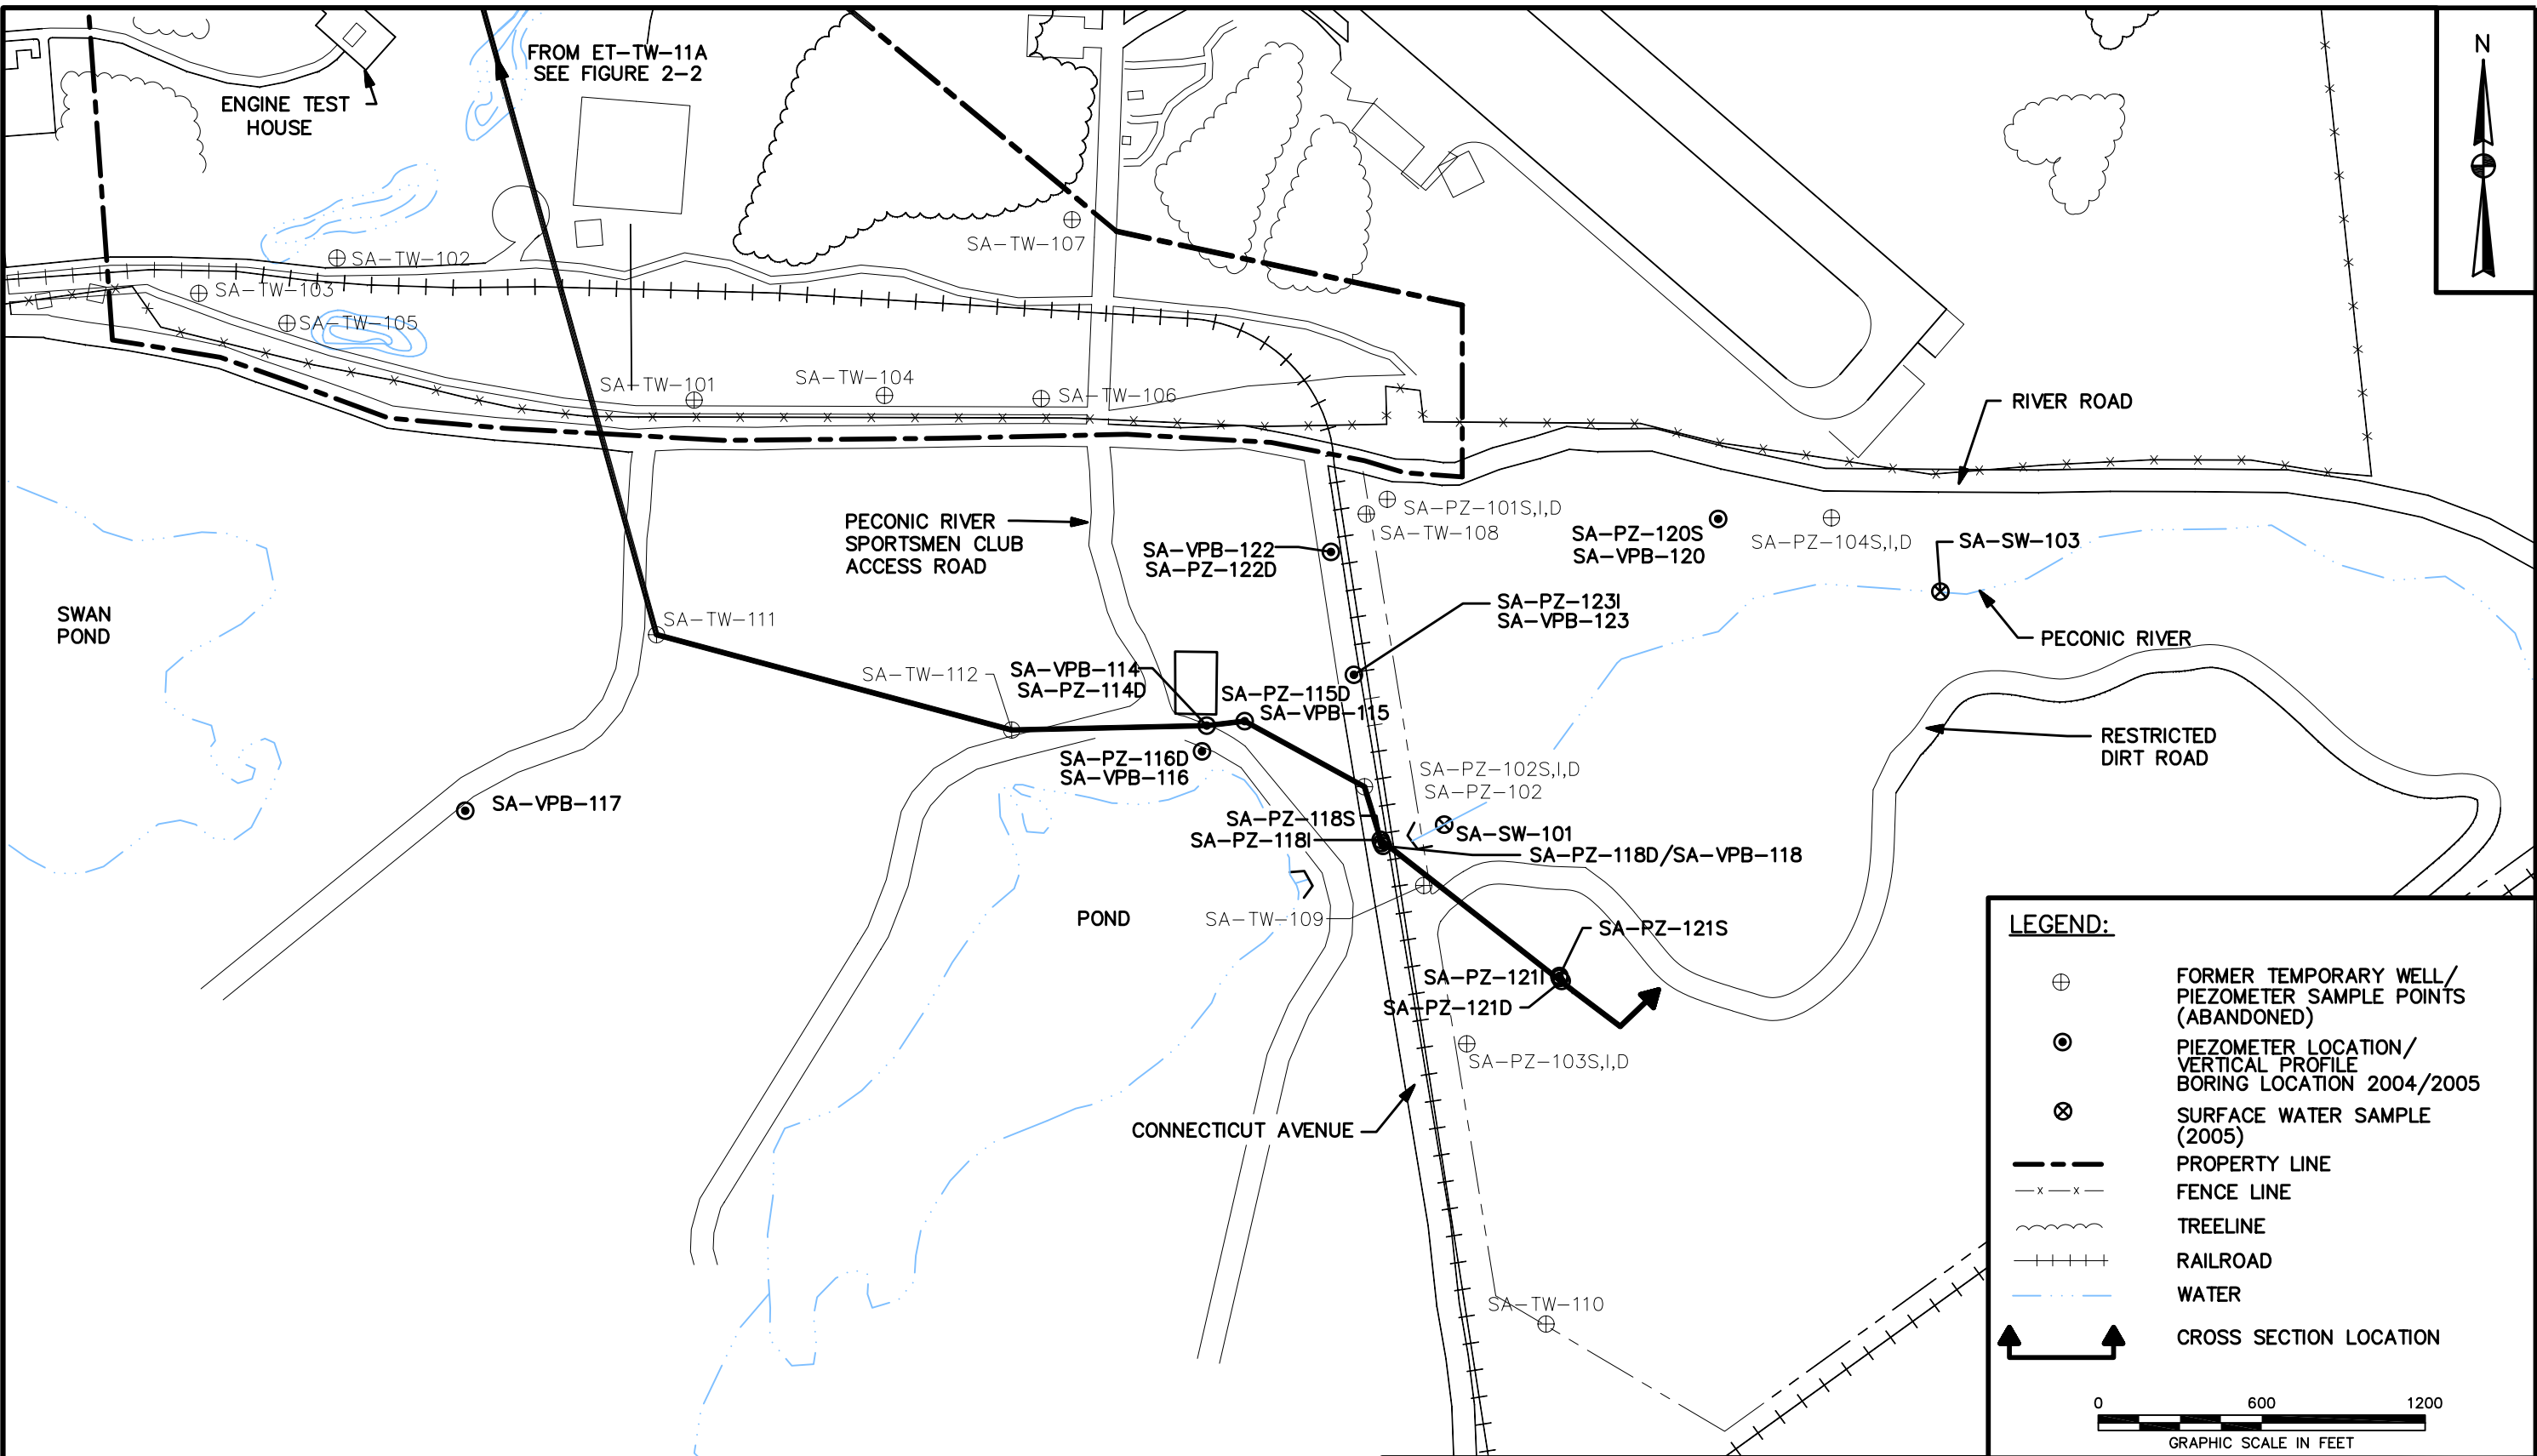 FROM ET-TW-11A
SEE FIGURE 2-2
N
ENGINE TEST
HOUSE
SA-TW-107
SA-TW-102
SA-TW-103
SA-TW-105
SA-TW-101
SA-TW-104
SA-TW-106
RIVER ROAD
PECONIC RIVER
SPORTSMEN CLUB
ACCESS ROAD
SA-PZ-101S,I,D
SA-TW-108
SA-VPB-122
SA-PZ-122D
SA-PZ-120S
SA-VPB-120
SA-PZ-104S,I,D
SA-SW-103
SWAN
POND
SA-TW-111
SA-PZ-123I
SA-VPB-123
PECONIC RIVER
SA-TW-112
SA-VPB-114
SA-PZ-114D
SA-PZ-115D
SA-VPB-115
RESTRICTED
DIRT ROAD
SA-PZ-116D
SA-VPB-116
SA-PZ-102S,I,D
SA-PZ-102
SA-VPB-117
SA-PZ-118S
SA-PZ-118I
SA-SW-101
SA-PZ-118D/SA-VPB-118
POND
SA-TW-109
SA-PZ-121S
SA-PZ-121I
SA-PZ-121D
SA-PZ-103S,I,D
CONNECTICUT AVENUE
SA-TW-110
LEGEND:
FORMER TEMPORARY WELL/
PIEZOMETER SAMPLE POINTS
(ABANDONED)
PIEZOMETER LOCATION/
VERTICAL PROFILE
BORING LOCATION 2004/2005
SURFACE WATER SAMPLE
(2005)
PROPERTY LINE
FENCE LINE
TREELINE
RAILROAD
WATER
CROSS SECTION LOCATION
0 600 1200
GRAPHIC SCALE IN FEET